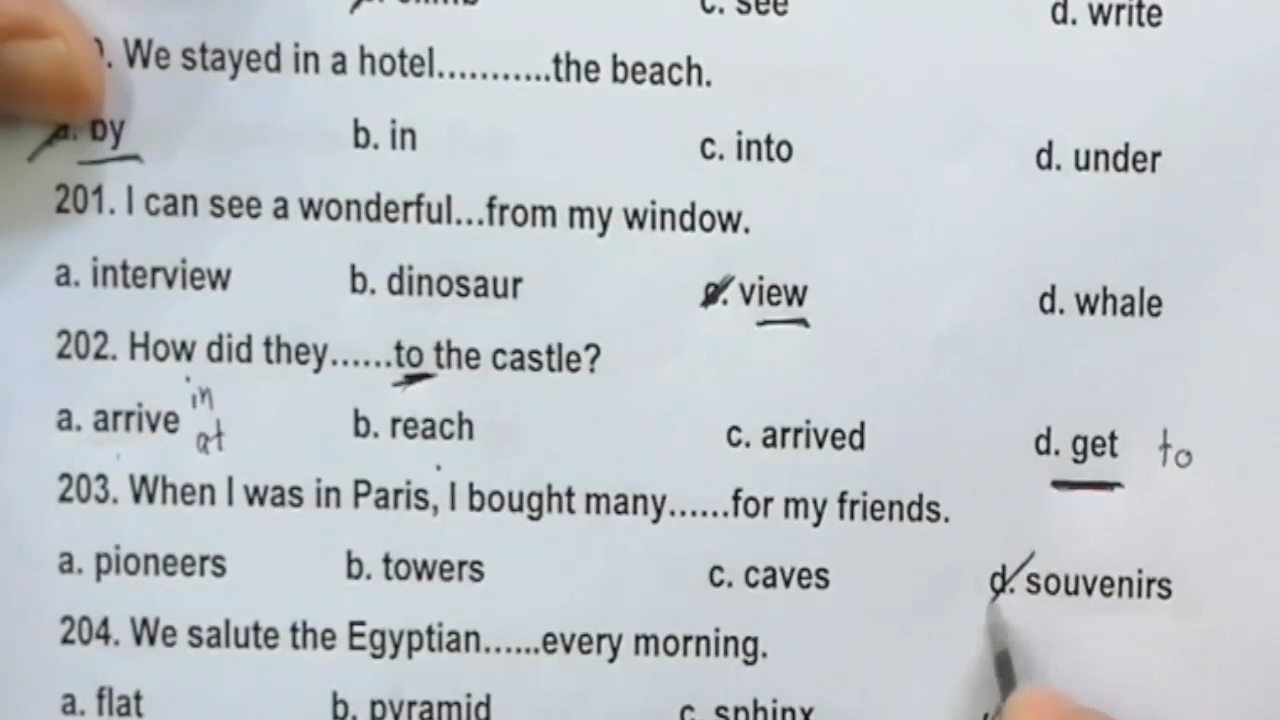 c. see d. write
. We stayed in a hotel...........the beach.
a. by b. in c. into d. under
201. I can see a wonderful...from my window.
a. interview b. dinosaur c. view d. whale
202. How did they......to the castle?
in
a. arrive at b. reach c. arrived d. get to
203. When I was in Paris, I bought many......for my friends.
a. pioneers b. towers c. caves d. souvenirs
204. We salute the Egyptian......every morning.
a. flat b. pyramid c. sphinx